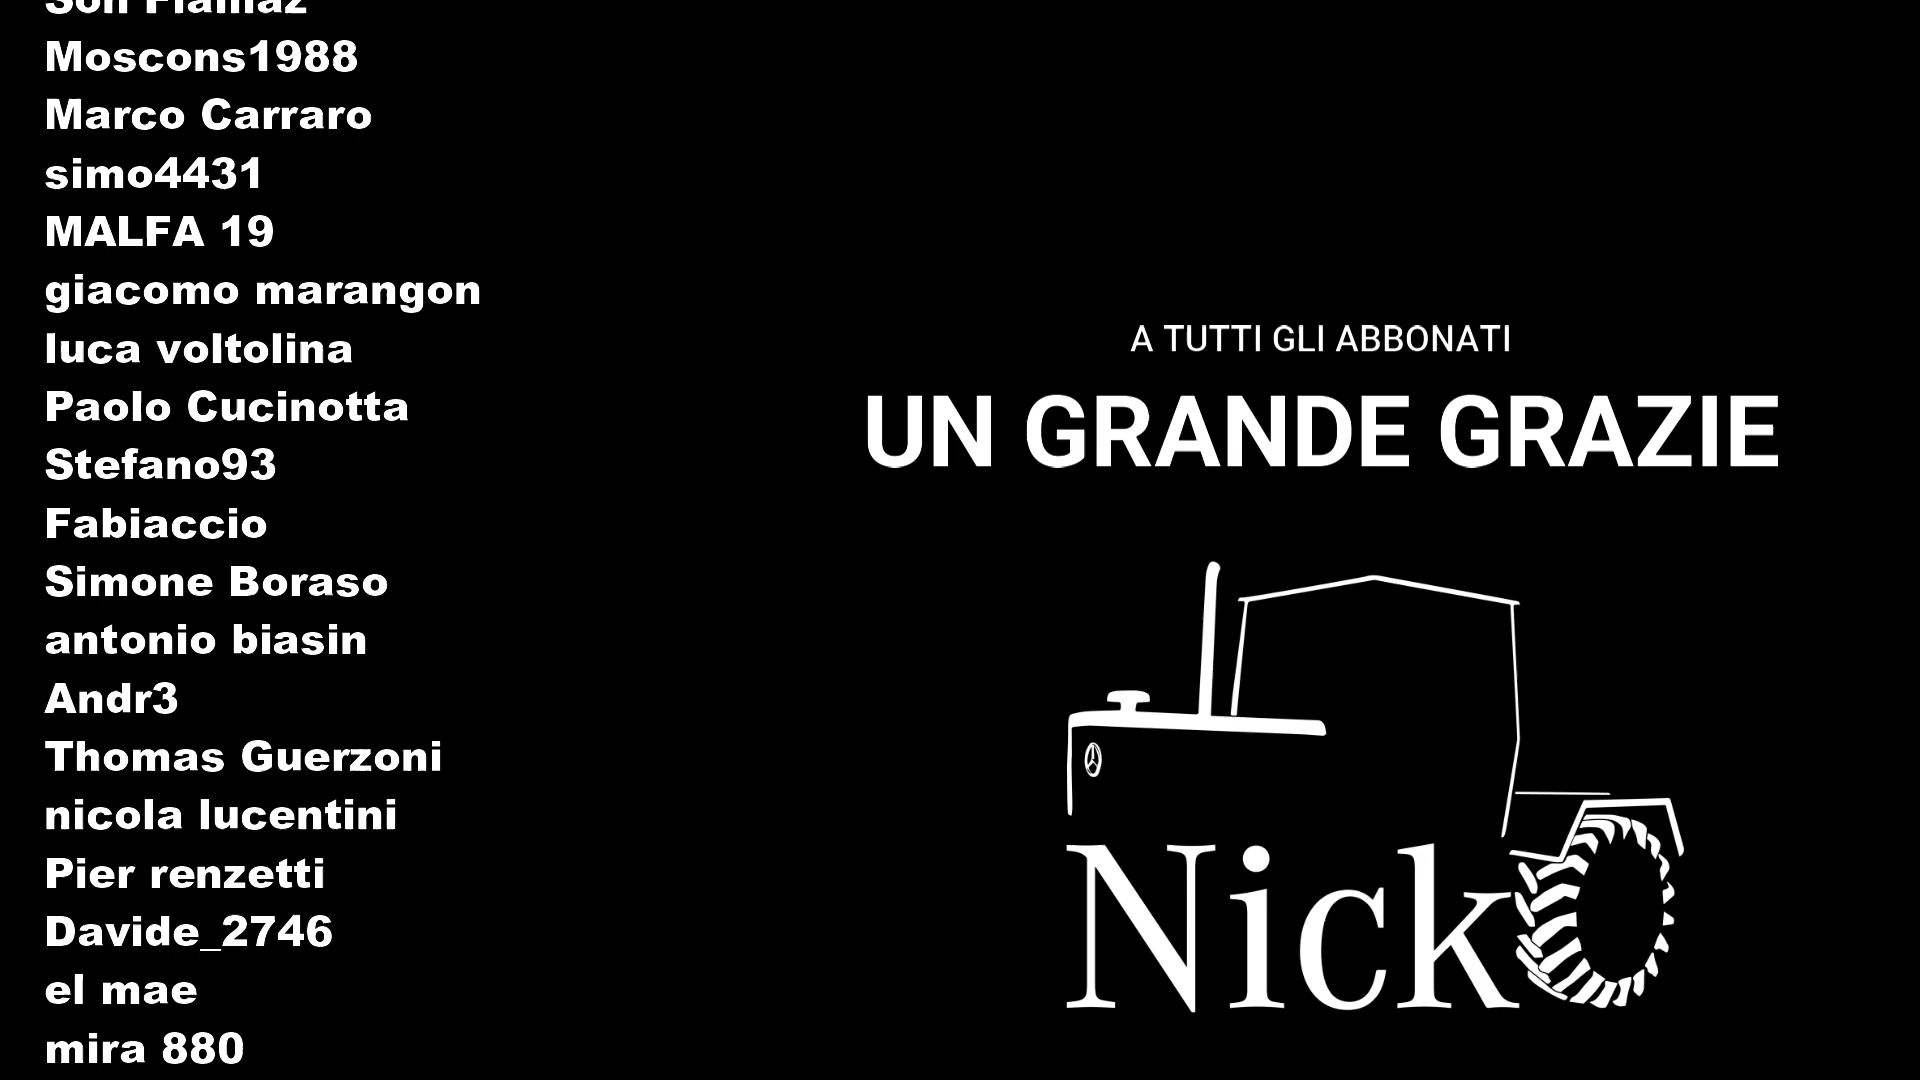 Moscons1988
Marco Carraro
simo4431
MALFA 19
giacomo marangon
luca voltolina
Paolo Cucinotta
Stefano93
Fabiaccio
Simone Boraso
antonio biasin
Andr3
Thomas Guerzoni
nicola lucentini
Pier renzetti
Davide_2746
el mae
mira 880
A TUTTI GLI ABBONATI
UN GRANDE GRAZIE
Nicko